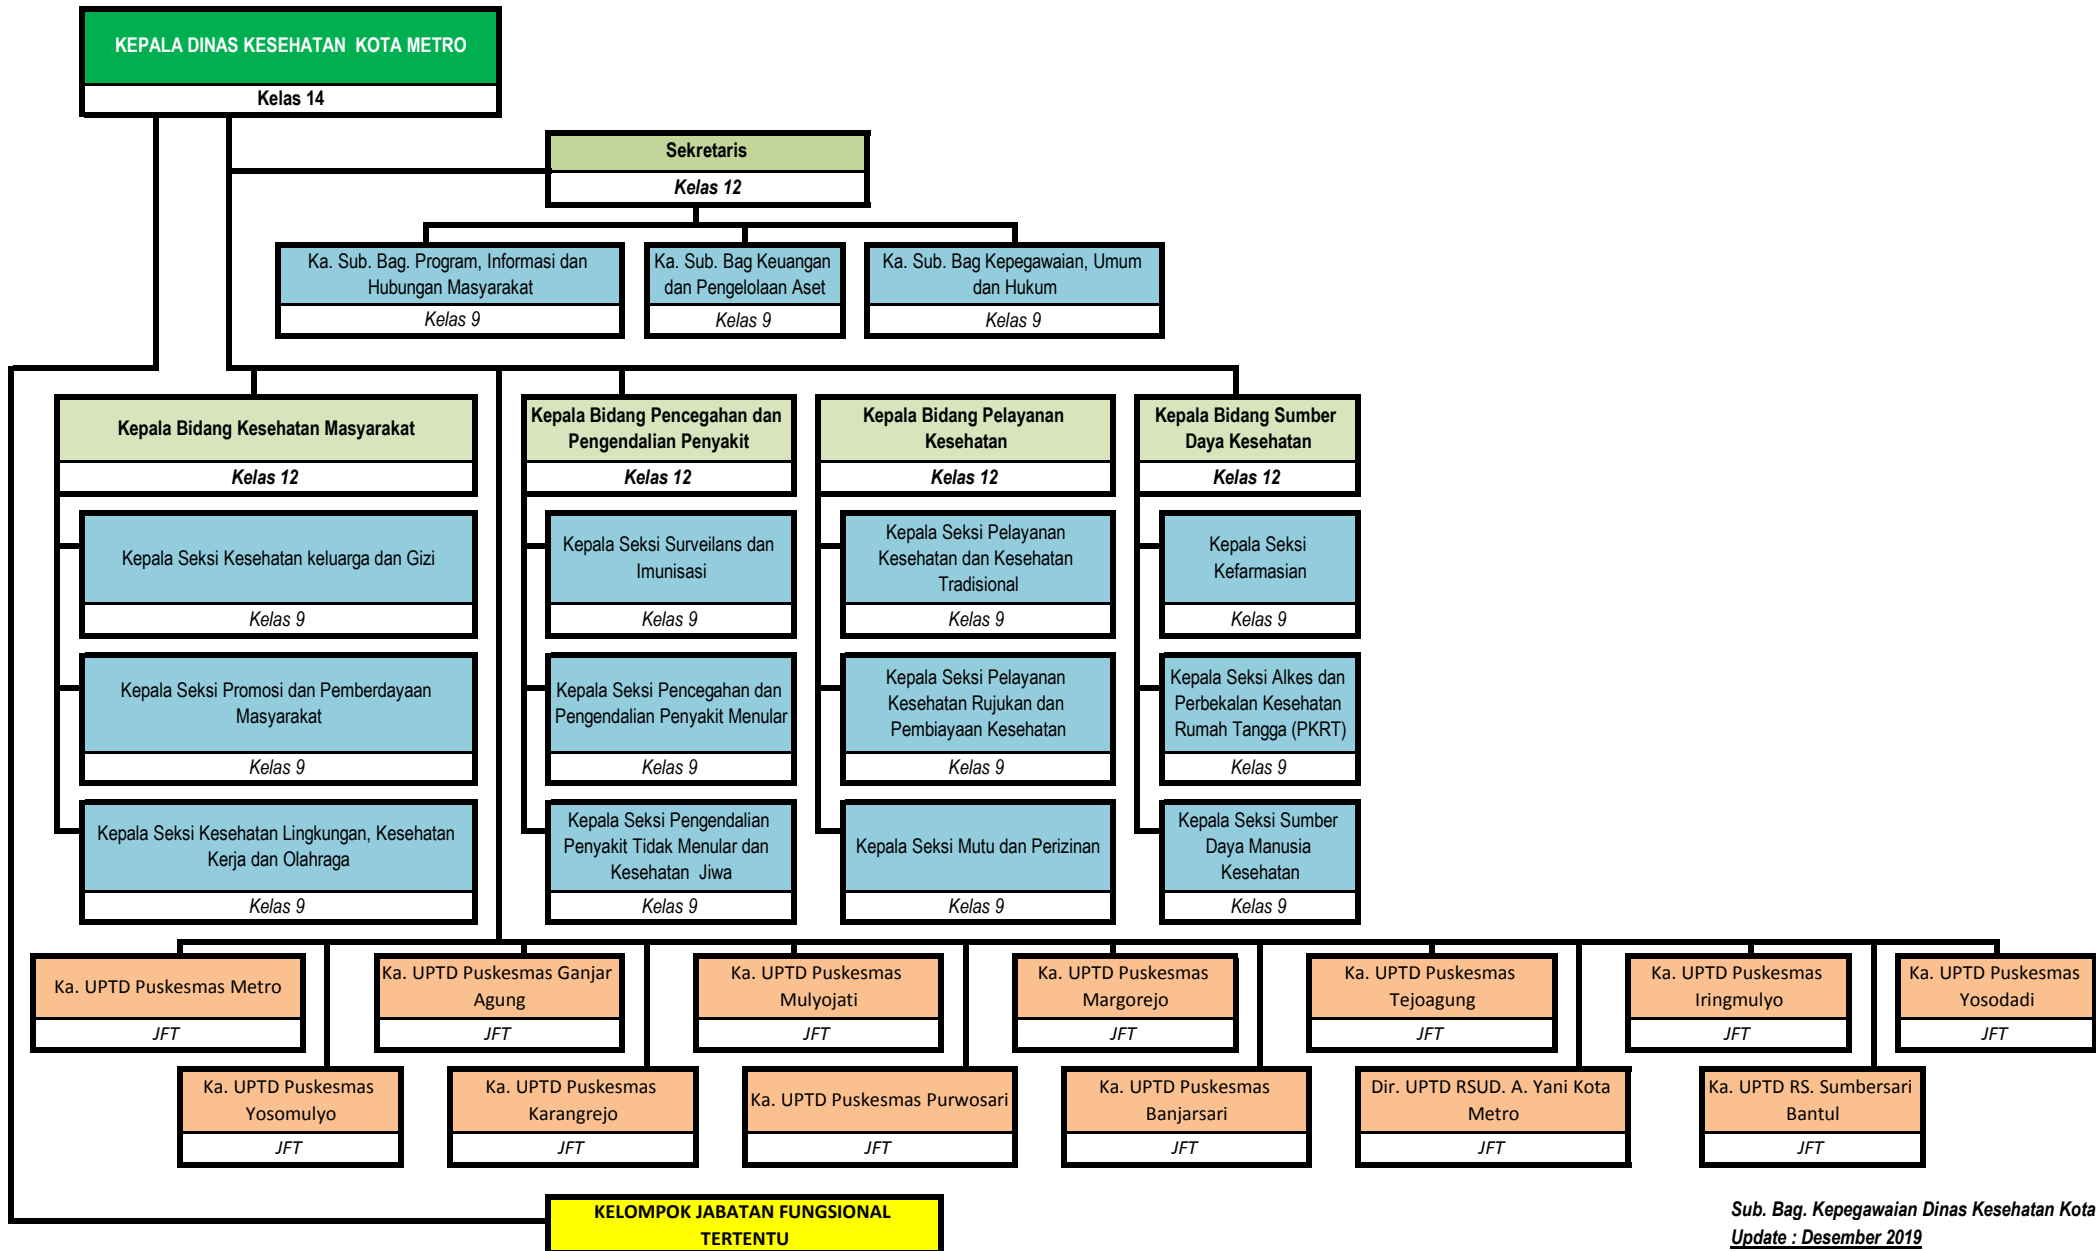 KEPALA DINAS KESEHATAN KOTA METRO
Kelas 14
Sekretaris
Kelas 12
Ka. Sub. Bag. Program, Informasi dan
Hubungan Masyarakat
Kelas 9
Ka. Sub. Bag Keuangan
dan Pengelolaan Aset
Kelas 9
Ka. Sub. Bag Kepegawaian, Umum
dan Hukum
Kelas 9
Kepala Bidang Kesehatan Masyarakat
Kelas 12
Kepala Seksi Kesehatan keluarga dan Gizi
Kelas 9
Kepala Seksi Promosi dan Pemberdayaan
Masyarakat
Kelas 9
Kepala Seksi Kesehatan Lingkungan, Kesehatan
Kerja dan Olahraga
Kelas 9
Kepala Bidang Pencegahan dan
Pengendalian Penyakit
Kelas 12
Kepala Seksi Surveilans dan
Imunisasi
Kelas 9
Kepala Seksi Pencegahan dan
Pengendalian Penyakit Menular
Kelas 9
Kepala Seksi Pengendalian
Penyakit Tidak Menular dan
Kesehatan Jiwa
Kelas 9
Kepala Bidang Pelayanan
Kesehatan
Kelas 12
Kepala Seksi Pelayanan
Kesehatan dan Kesehatan
Tradisional
Kelas 9
Kepala Seksi Pelayanan
Kesehatan Rujukan dan
Pembiayaan Kesehatan
Kelas 9
Kepala Seksi Mutu dan Perizinan
Kelas 9
Kepala Bidang Sumber
Daya Kesehatan
Kelas 12
Kepala Seksi
Kefarmasian
Kelas 9
Kepala Seksi Alkes dan
Perbekalan Kesehatan
Rumah Tangga (PKRT)
Kelas 9
Kepala Seksi Sumber
Daya Manusia
Kesehatan
Kelas 9
Ka. UPTD Puskesmas Metro
JFT
Ka. UPTD Puskesmas Ganjar
Agung
JFT
Ka. UPTD Puskesmas
Mulyojati
JFT
Ka. UPTD Puskesmas
Margorejo
JFT
Ka. UPTD Puskesmas
Tejoagung
JFT
Ka. UPTD Puskesmas
Iringmulyo
JFT
Ka. UPTD Puskesmas
Yosodadi
JFT
Ka. UPTD Puskesmas
Yosomulyo
JFT
Ka. UPTD Puskesmas
Karangrejo
JFT
Ka. UPTD Puskesmas Purwosari
JFT
Ka. UPTD Puskesmas
Banjarsari
JFT
Dir. UPTD RSUD. A. Yani Kota
Metro
JFT
Ka. UPTD RS. Sumbersari
Bantul
JFT
KELOMPOK JABATAN FUNGSIONAL
TERTENTU
Sub. Bag. Kepegawaian Dinas Kesehatan Kota
Update : Desember 2019